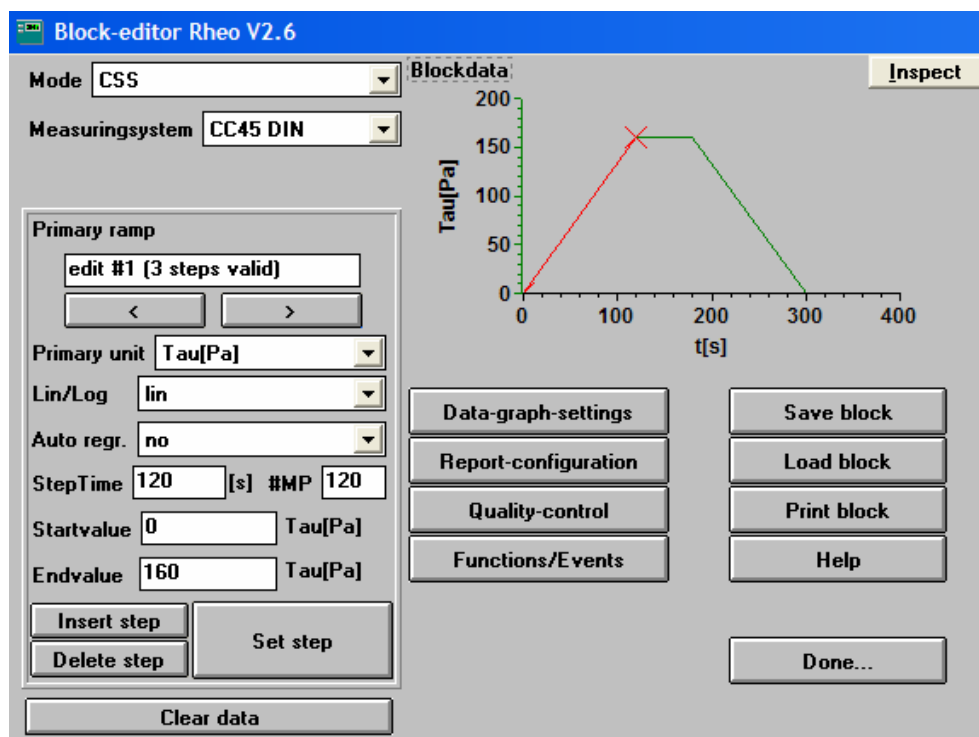 Block-editor Rheo V2.6
Mode CSS
Measuringsystem CC45 DIN
Primary ramp
edit #1 (3 steps valid)
< >
Primary unit Tau[Pa]
Lin/Log lin
Auto regr. no
StepTime 120 [s] #MP 120
Startvalue 0 Tau[Pa]
Endvalue 160 Tau[Pa]
Insert step
Delete step
Set step
Clear data
Blockdata
Inspect
Tau[Pa]
200
150
100
50
0
0 100 200 300 400
t[s]
Data-graph-settings
Report-configuration
Quality-control
Functions/Events
Save block
Load block
Print block
Help
Done...